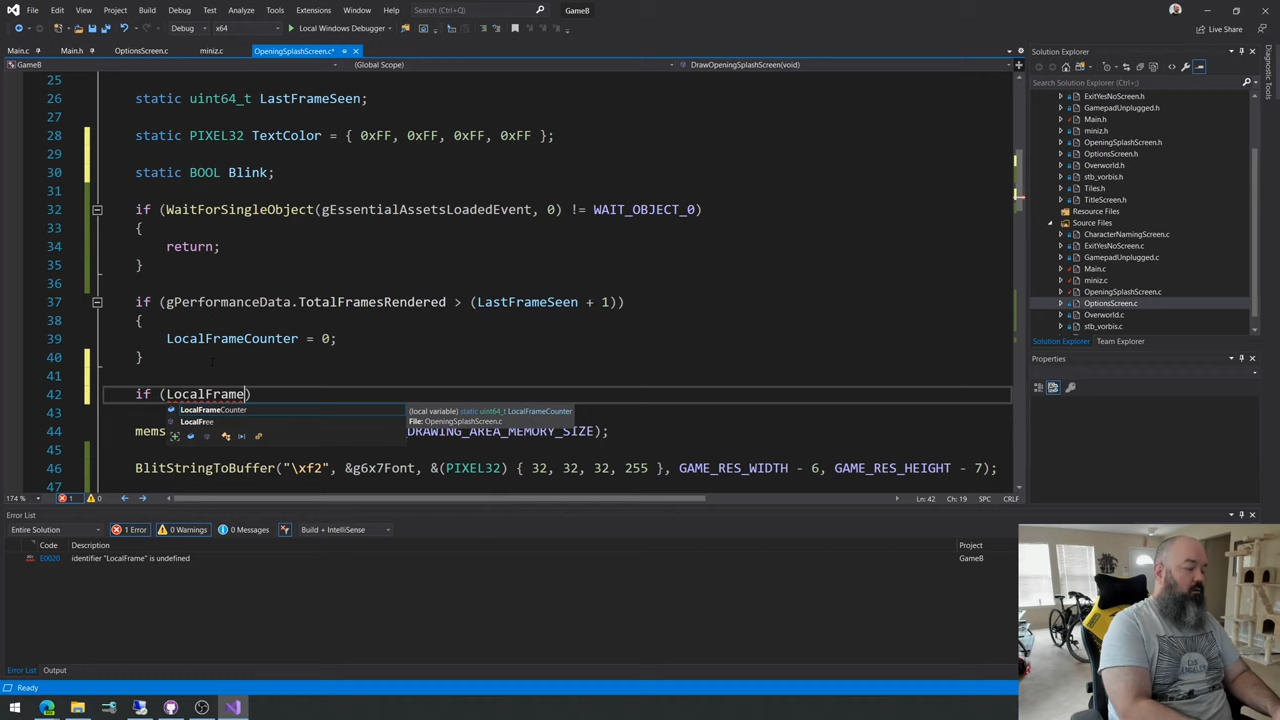 File Edit View Git Project Build Debug Test Analyze Tools Extensions Window Help Search (Ctrl+Q) GameB
Debug x64 Local Windows Debugger Live Share
Main.c Main.h OptionsScreen.c miniz.c OpeningSplashScreen.c*
GameB (Global Scope) DrawOpeningSplashScreen(void)
25
26 static uint64_t LastFrameSeen;
27
28 static PIXEL32 TextColor = { 0xFF, 0xFF, 0xFF, 0xFF };
29
30 static BOOL Blink;
31
32 if (WaitForSingleObject(gEssentialAssetsLoadedEvent, 0) != WAIT_OBJECT_0)
33 {
34 return;
35 }
36
37 if (gPerformanceData.TotalFramesRendered > (LastFrameSeen + 1))
38 {
39 LocalFrameCounter = 0;
40 }
41
42 if (LocalFrame)
LocalFrameCounter
LocalFree
(local variable) static uint64_t LocalFrameCounter
File: OpeningSplashScreen.c
43
44 mems DRAWING_AREA_MEMORY_SIZE);
45
46 BlitStringToBuffer("\xf2", &g6x7Font, &(PIXEL32) { 32, 32, 32, 255 }, GAME_RES_WIDTH - 6, GAME_RES_HEIGHT - 7);
47
174 % 1 0 Ln: 42 Ch: 19 SPC CRLF
Error List
Entire Solution 1 Error 0 Warnings 0 Messages Build + IntelliSense
Code Description Project
E0020 identifier "LocalFrame" is undefined GameB
Error List Output
Ready
Solution Explorer
Search Solution Explorer (Ctrl+;)
ExitYesNoScreen.h
GamepadUnplugged.h
Main.h
miniz.h
OpeningSplashScreen.h
OptionsScreen.h
Overworld.h
stb_vorbis.h
Tiles.h
TitleScreen.h
Resource Files
Source Files
CharacterNamingScreen.c
ExitYesNoScreen.c
GamepadUnplugged.c
Main.c
miniz.c
OpeningSplashScreen.c
OptionsScreen.c
Overworld.c
stb_vorbis.c
Solution Explorer Team Explorer
Properties
Diagnostic Tools